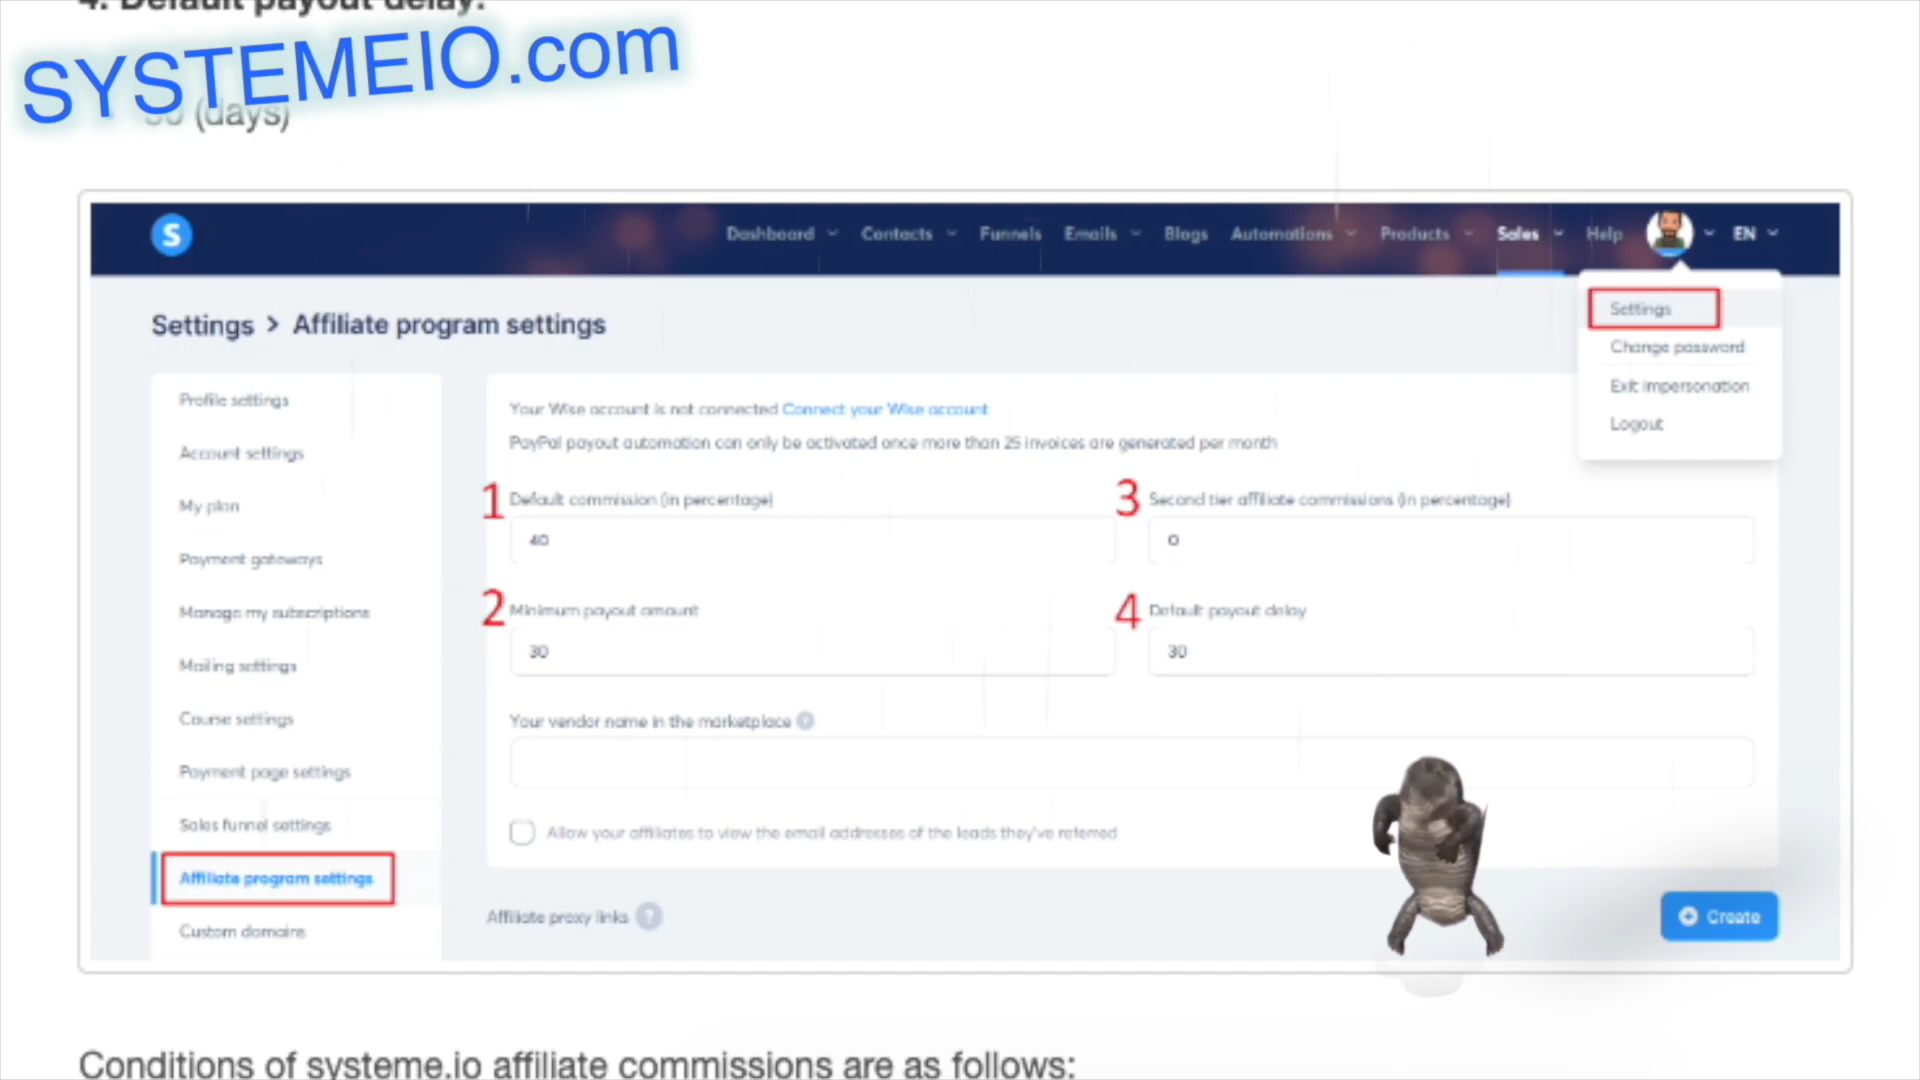 4. Default payout delay:
SYSTEMEIO.com
30 (days)
S
Dashboard Contacts Funnels Emails Blogs Automations Products Sales Help EN
Settings > Affiliate program settings
Settings
Change password
Exit impersonation
Logout
Profile settings
Account settings
My plan
Payment gateways
Manage my subscriptions
Mailing settings
Course settings
Payment page settings
Sales funnel settings
Affiliate program settings
Custom domains
Your Wise account is not connected Connect your Wise account
PayPal payout automation can only be activated once more than 25 invoices are generated per month
1 Default commission (in percentage)
40
3 Second tier affiliate commissions (in percentage)
0
2 Minimum payout amount
30
4 Default payout delay
30
Your vendor name in the marketplace ?
Allow your affiliates to view the email addresses of the leads they've referred
Affiliate proxy links ?
Create
Conditions of systeme.io affiliate commissions are as follows: